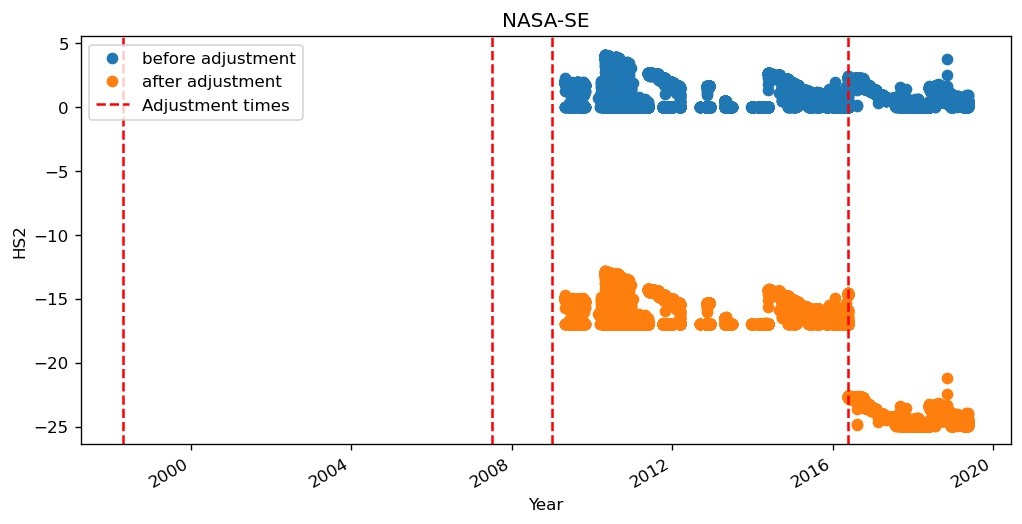 NASA-SE
before adjustment
after adjustment
Adjustment times
5
0
−5
−10
−15
−20
−25
HS2
2000
2004
2008
2012
2016
2020
Year